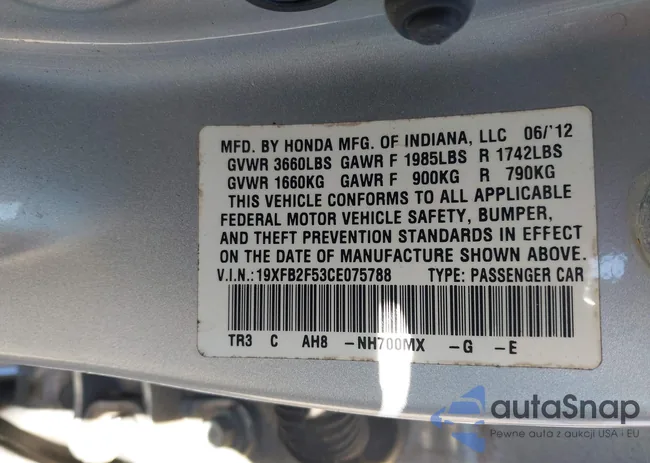 MFD. BY HONDA MFG. OF INDIANA, LLC 06/'12
GVWR 3660LBS GAWR F 1985LBS R 1742LBS
GVWR 1660KG GAWR F 900KG R 790KG
THIS VEHICLE CONFORMS TO ALL APPLICABLE
FEDERAL MOTOR VEHICLE SAFETY, BUMPER,
AND THEFT PREVENTION STANDARDS IN EFFECT
ON THE DATE OF MANUFACTURE SHOWN ABOVE.
V.I.N.:19XFB2F53CE075788 TYPE: PASSENGER CAR
TR3 C AH8 -NH700MX -G -E
autaSnap
Pewne auta z aukcji USA i EU